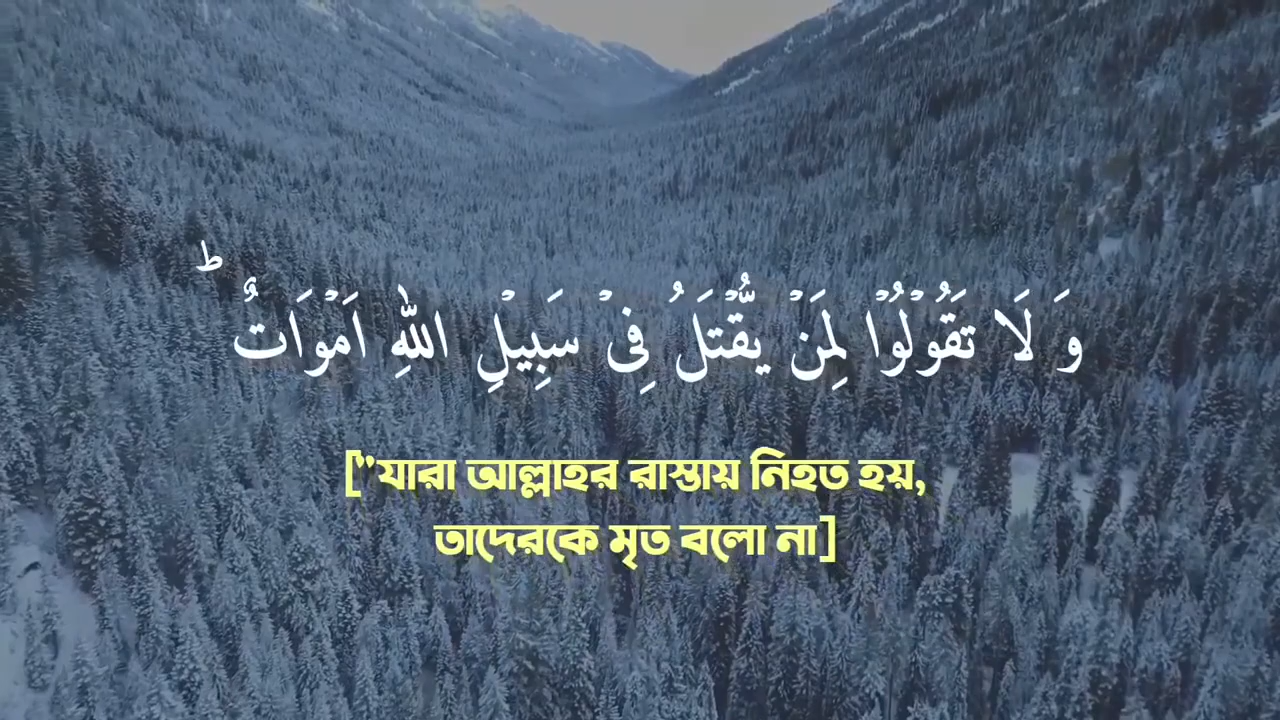 وَ لَا تَقُوۡلُوۡا لِمَنۡ يُّقۡتَلُ فِىۡ سَبِيۡلِ اللّٰهِ اَمۡوَاتٌ ؕ
["যারা আল্লাহর রাস্তায় নিহত হয়,
তাদেরকে মৃত বলো না]